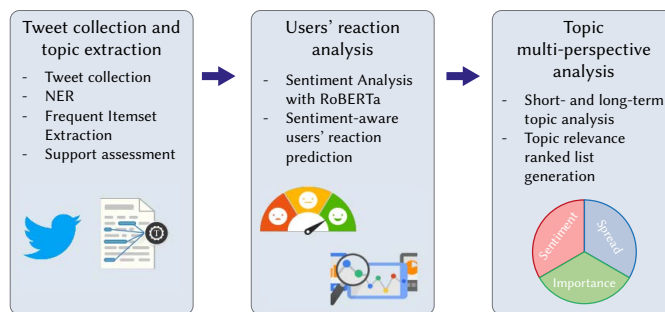 Tweet collection and
topic extraction
- Tweet collection
- NER
- Frequent Itemset
Extraction
- Support assessment
Users' reaction
analysis
- Sentiment Analysis
with RoBERTa
- Sentiment-aware
users' reaction
prediction
Topic
multi-perspective
analysis
- Short- and long-term
topic analysis
- Topic relevance
ranked list
generation
Sentiment
Spread
Importance